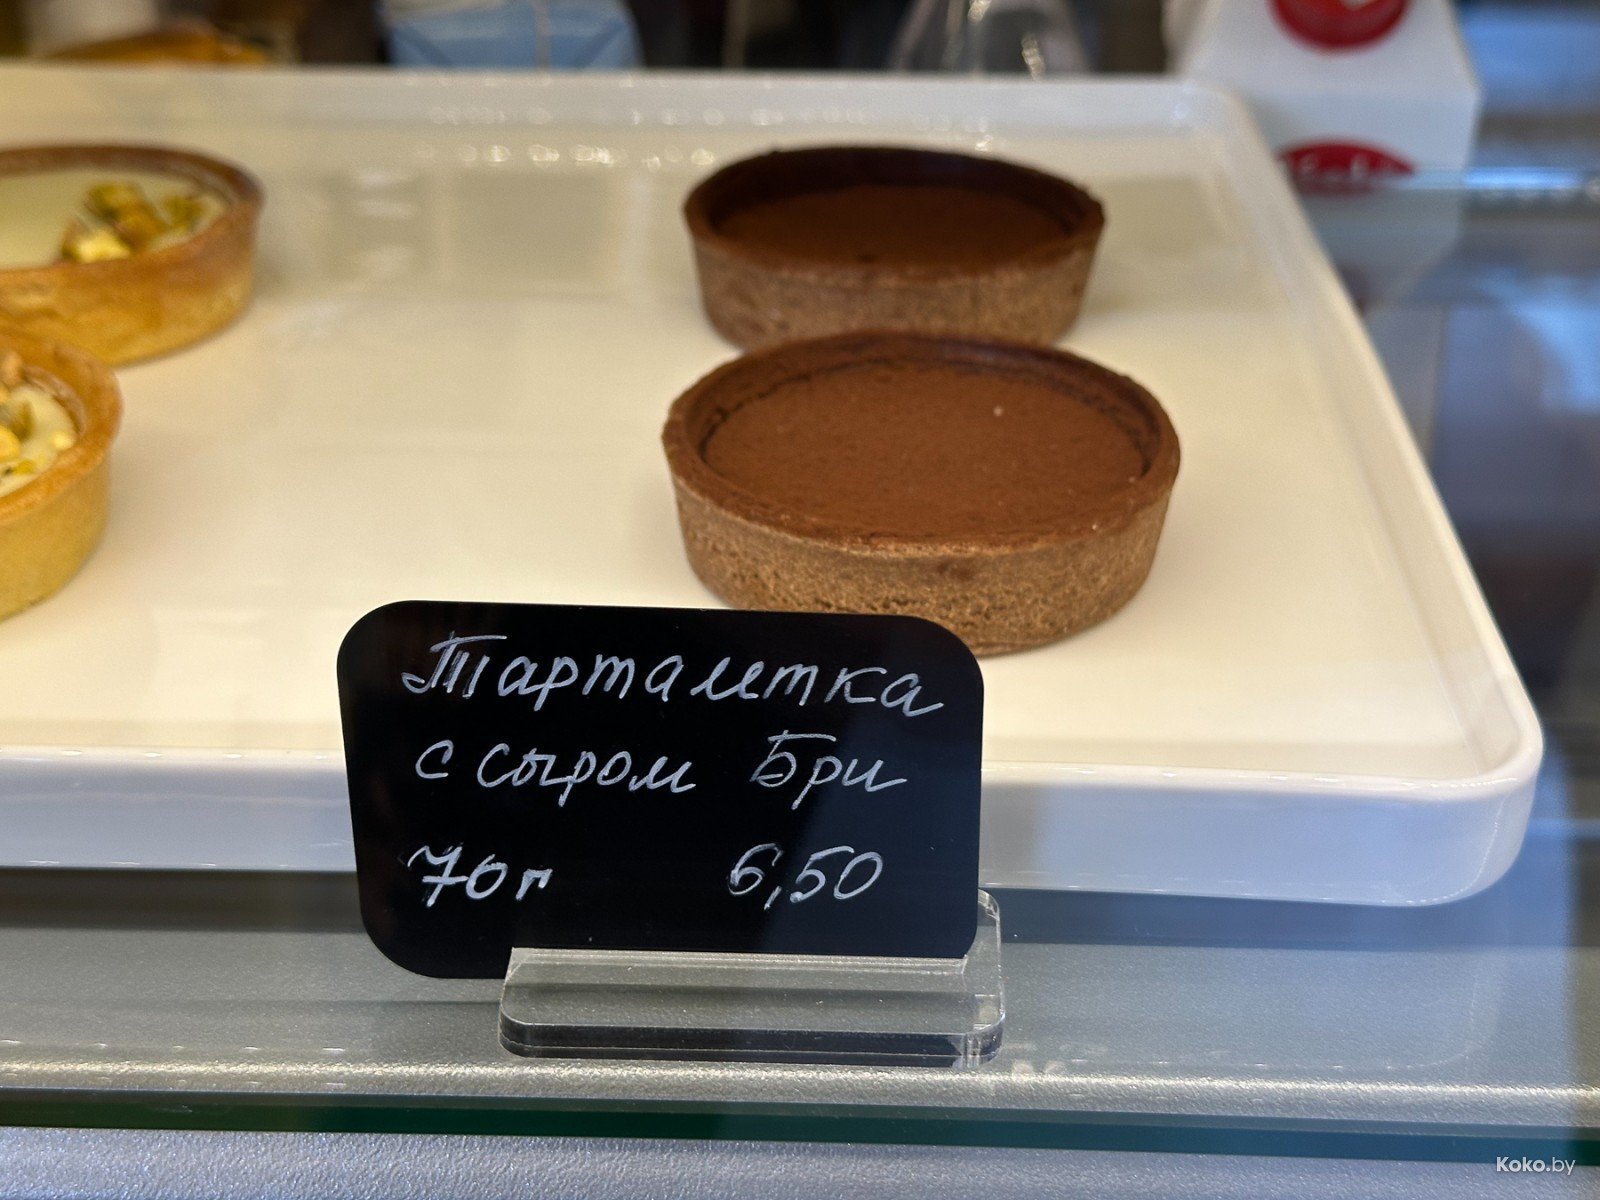 Тарталетка
с сыром Бри
70г 6,50
Koko.by